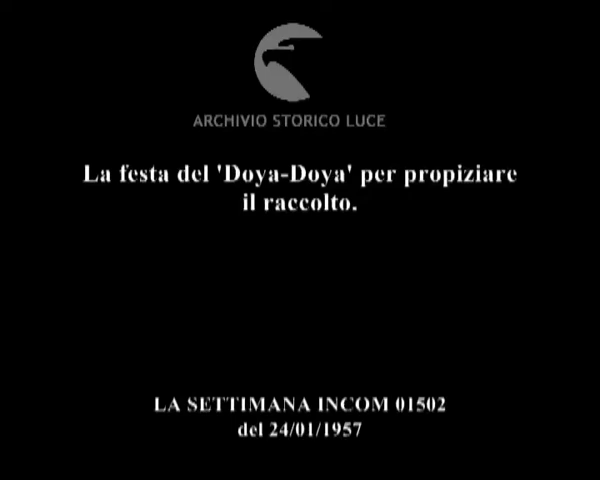 ARCHIVIO STORICO LUCE
La festa del 'Doya-Doya' per propiziare
il raccolto.
LA SETTIMANA INCOM 01502
del 24/01/1957